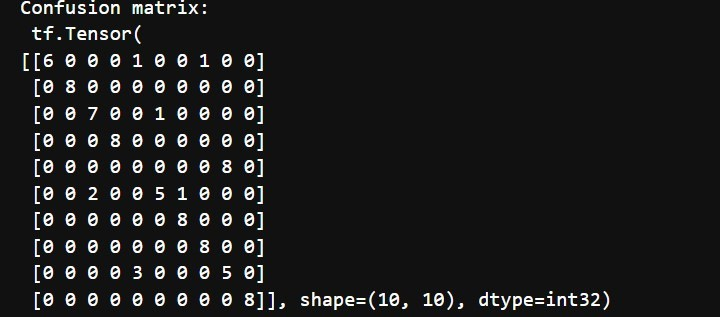 Confusion matrix:
tf.Tensor(
[[6 0 0 0 1 0 0 1 0 0]
[0 8 0 0 0 0 0 0 0 0]
[0 0 7 0 0 1 0 0 0 0]
[0 0 0 8 0 0 0 0 0 0]
[0 0 0 0 0 0 0 0 8 0]
[0 0 2 0 0 5 1 0 0 0]
[0 0 0 0 0 0 8 0 0 0]
[0 0 0 0 0 0 0 8 0 0]
[0 0 0 0 3 0 0 0 5 0]
[0 0 0 0 0 0 0 0 0 8]], shape=(10, 10), dtype=int32)